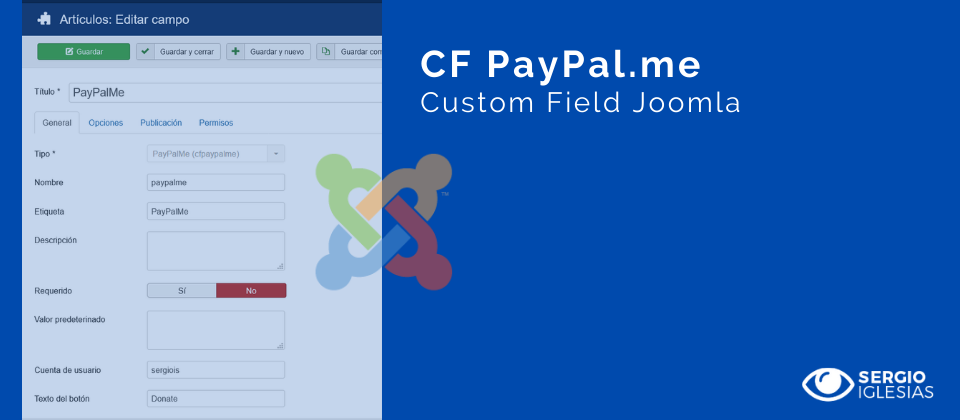 Artículos: Editar campo
Guardar
Guardar y cerrar
Guardar y nuevo
Guardar com
Título *
PayPalMe
General
Opciones
Publicación
Permisos
Tipo *
PayPalMe (cfpaypalme)
Nombre
paypalme
Etiqueta
PayPalMe
Descripción
Requerido
Sí
No
Valor predeterminado
Cuenta de usuario
sergiois
Texto del botón
Donate
CF PayPal.me
Custom Field Joomla
TM
SERGIO
IGLESIAS